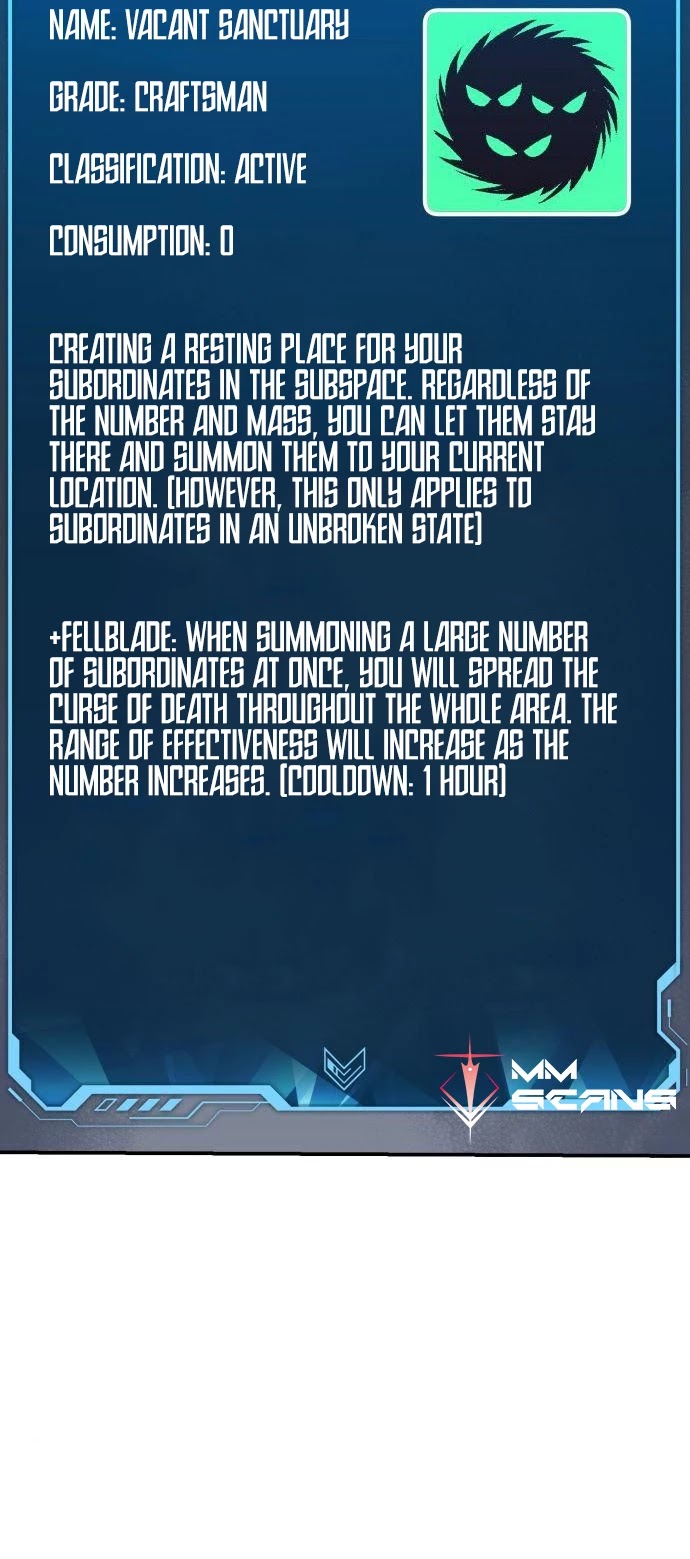 NAME: VACANT SANCTUARY
GRADE: CRAFTSMAN
CLASSIFICATION: ACTIVE
CONSUMPTION: 0
CREATING A RESTING PLACE FOR YOUR
SUBORDINATES IN THE SUBSPACE. REGARDLESS OF
THE NUMBER AND MASS, YOU CAN LET THEM STAY
THERE AND SUMMON THEM TO YOUR CURRENT
LOCATION. (HOWEVER, THIS ONLY APPLIES TO
SUBORDINATES IN AN UNBROKEN STATE)
+FELLBLADE: WHEN SUMMONING A LARGE NUMBER
OF SUBORDINATES AT ONCE, YOU WILL SPREAD THE
CURSE OF DEATH THROUGHOUT THE WHOLE AREA. THE
RANGE OF EFFECTIVENESS WILL INCREASE AS THE
NUMBER INCREASES. (COOLDOWN: 1 HOUR)
MM
SCANS